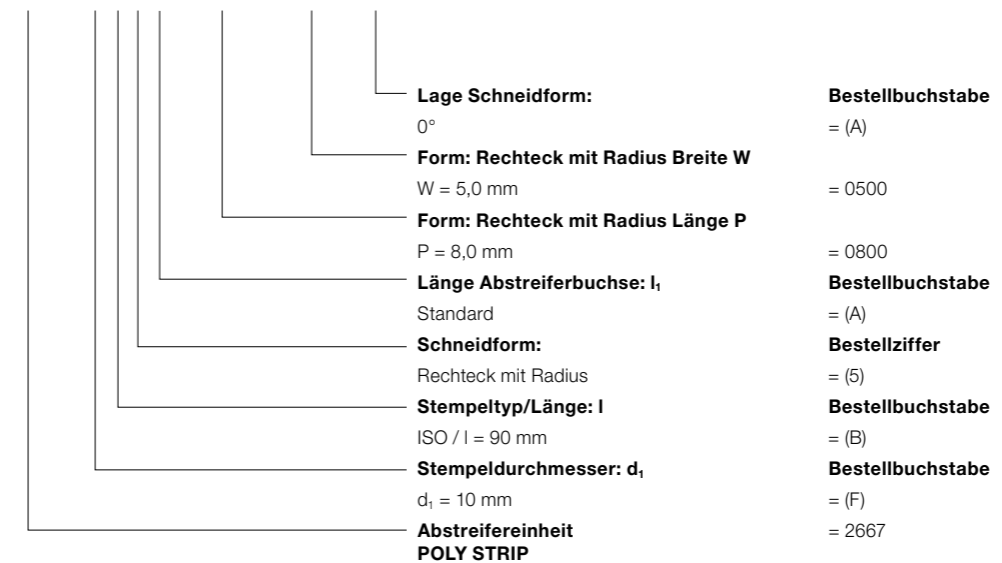 Lage Schneidform: Bestellbuchstabe
0° = (A)
Form: Rechteck mit Radius Breite W
W = 5,0 mm = 0500
Form: Rechteck mit Radius Länge P
P = 8,0 mm = 0800
Länge Abstreiferbuchse: l₁ Bestellbuchstabe
Standard = (A)
Schneidform: Bestellziffer
Rechteck mit Radius = (5)
Stempeltyp/Länge: l Bestellbuchstabe
ISO / l = 90 mm = (B)
Stempeldurchmesser: d₁ Bestellbuchstabe
d₁ = 10 mm = (F)
Abstreifereinheit = 2667
POLY STRIP